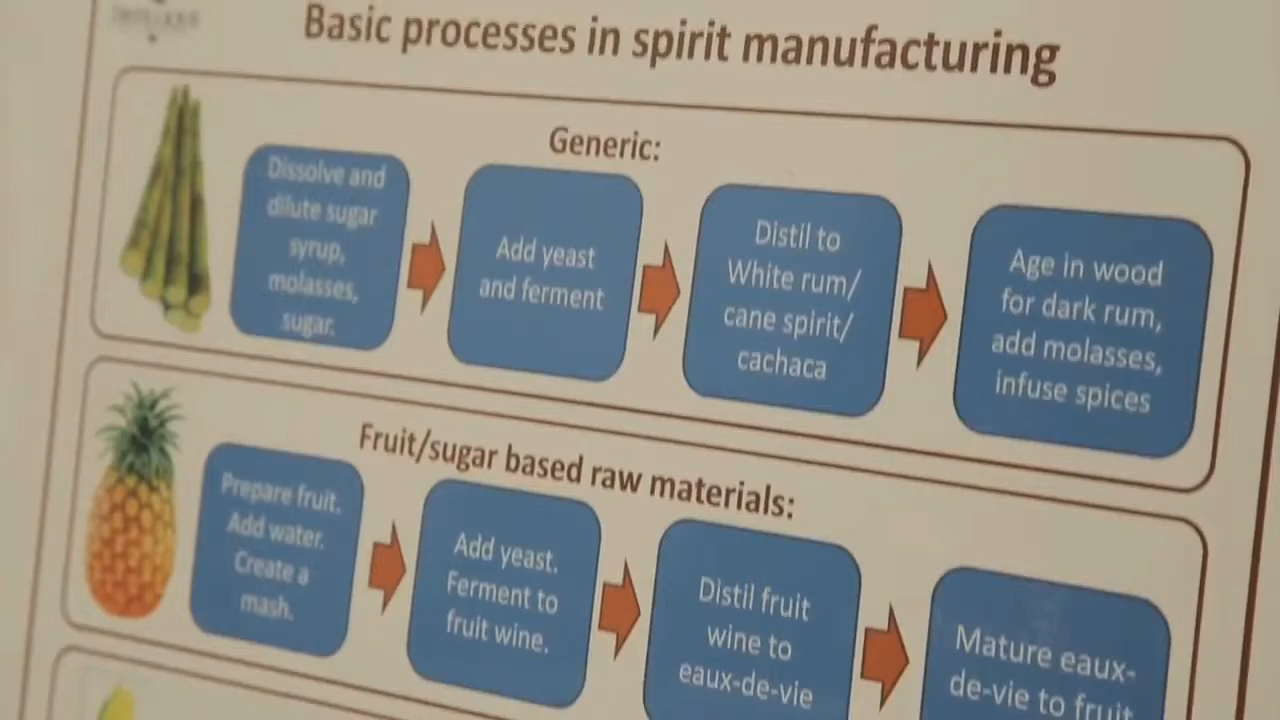 Basic processes in spirit manufacturing
Generic:
Dissolve and
dilute sugar
syrup,
molasses,
sugar.
Add yeast
and ferment
Distil to
White rum/
cane spirit/
cachaca
Age in wood
for dark rum,
add molasses,
infuse spices
Fruit/sugar based raw materials:
Prepare fruit.
Add water.
Create a
mash.
Add yeast.
Ferment to
fruit wine.
Distil fruit
wine to
eaux-de-vie
Mature eaux-
de-vie to fruit